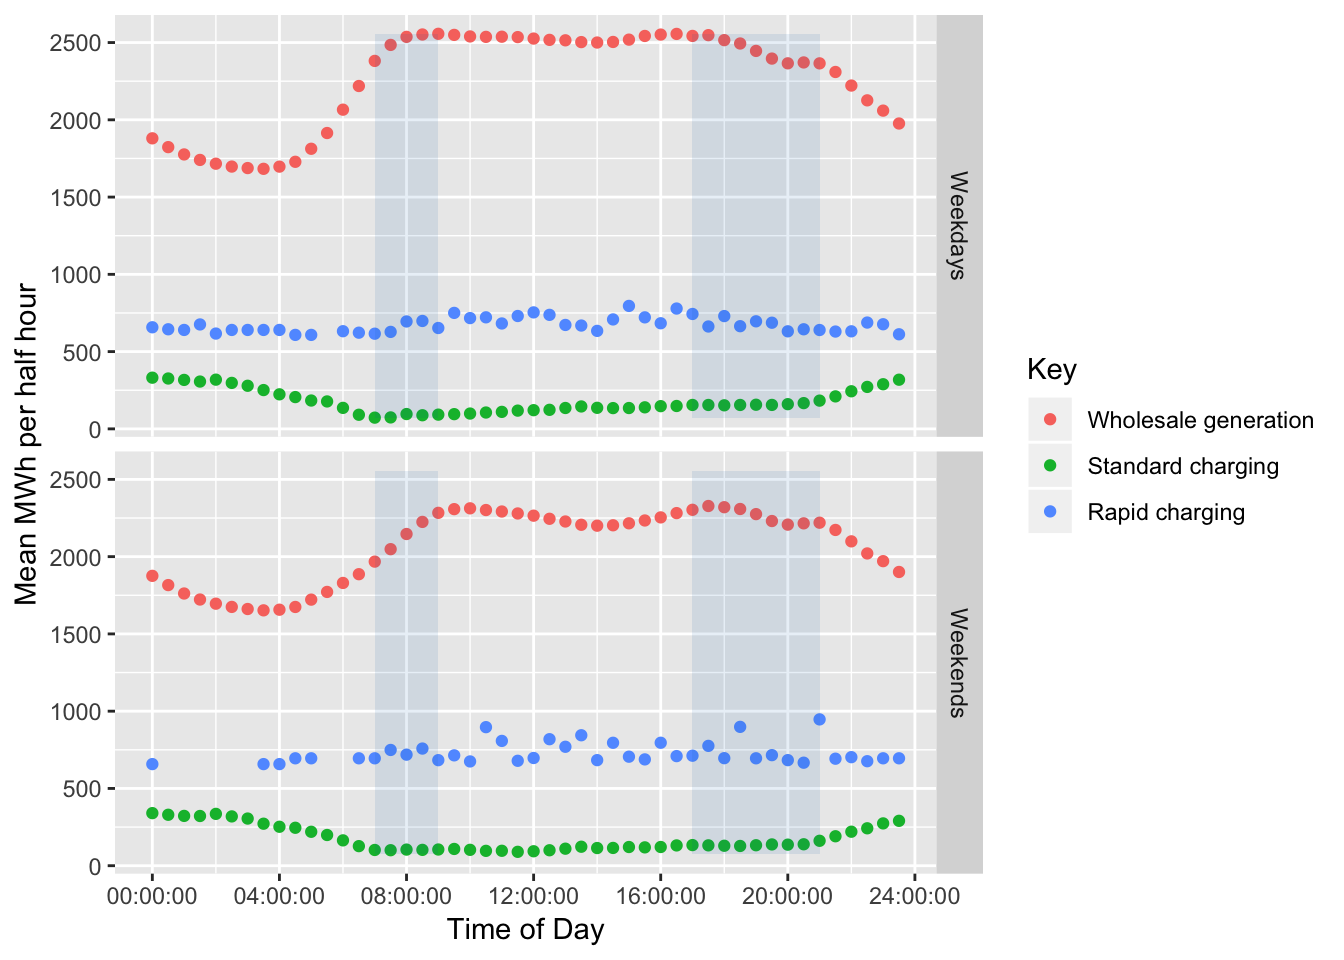 Mean MWh per half hour
2500
2000
1500
1000
500
0
Weekdays
2500
2000
1500
1000
500
0
Weekends
00:00:00 04:00:00 08:00:00 12:00:00 16:00:00 20:00:00 24:00:00
Time of Day
Key
Wholesale generation
Standard charging
Rapid charging